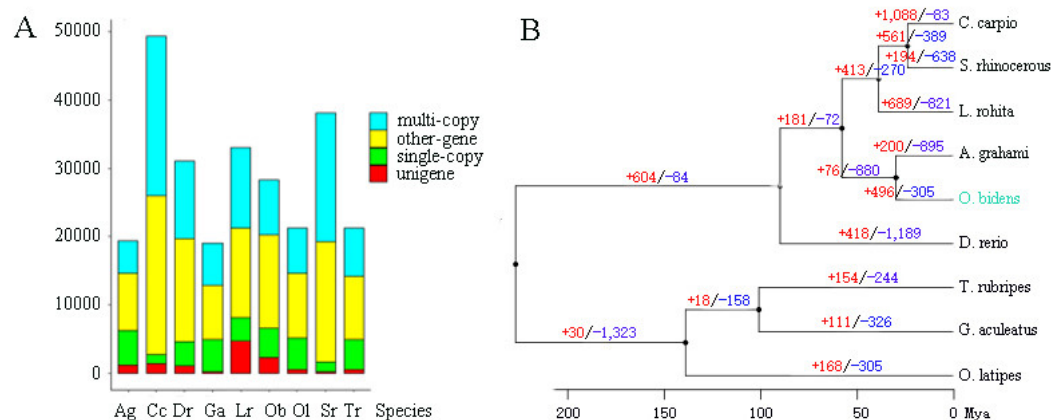 A
50000
40000
30000
20000
10000
0
Ag Cc Dr Ga Lr Ob Ol Sr Tr Species
multi-copy
other-gene
single-copy
unigene
B
+1,088/-83
C. carpio
+561/-389
+194/-638
S. rhinocerous
+413/-270
+689/-821
L. rohita
+181/-72
+200/-895
A. grahami
+76/-880
+496/-305
O. bidens
+604/-84
+418/-1,189
D. rerio
+154/-244
T. rubripes
+18/-158
+111/-326
G. aculeatus
+30/-1,323
+168/-305
O. latipes
200 150 100 50 0 Mya